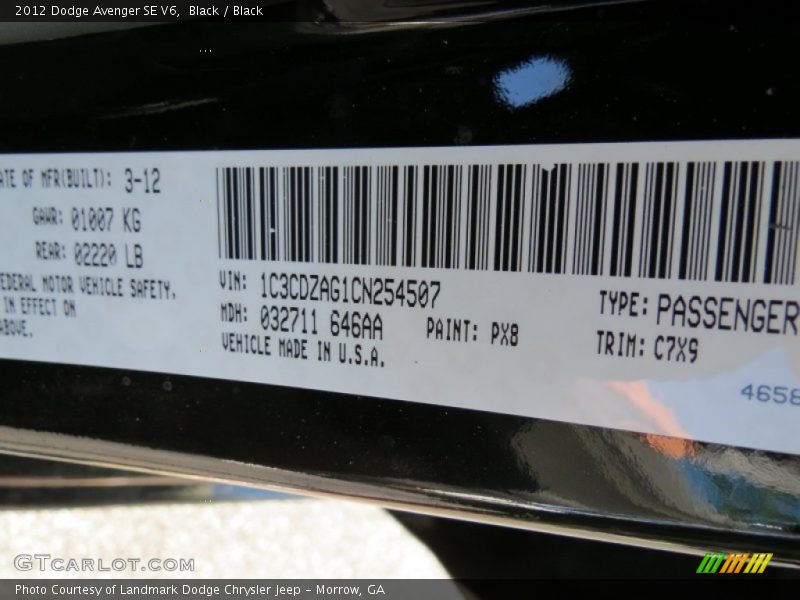 2012 Dodge Avenger SE V6,  Black / Black
ATE OF MFR(BUILT): 3-12
GAWR: 01007 KG
REAR: 02220 LB
FEDERAL MOTOR VEHICLE SAFETY,
IN EFFECT ON
ABOVE.
VIN: 1C3CDZAG1CN254507
MDH: 032711 646AA
PAINT: PX8
VEHICLE MADE IN U.S.A.
TYPE: PASSENGER
TRIM: C7X9
4658
GTCARLOT.COM
Photo Courtesy of Landmark Dodge Chrysler Jeep – Morrow, GA